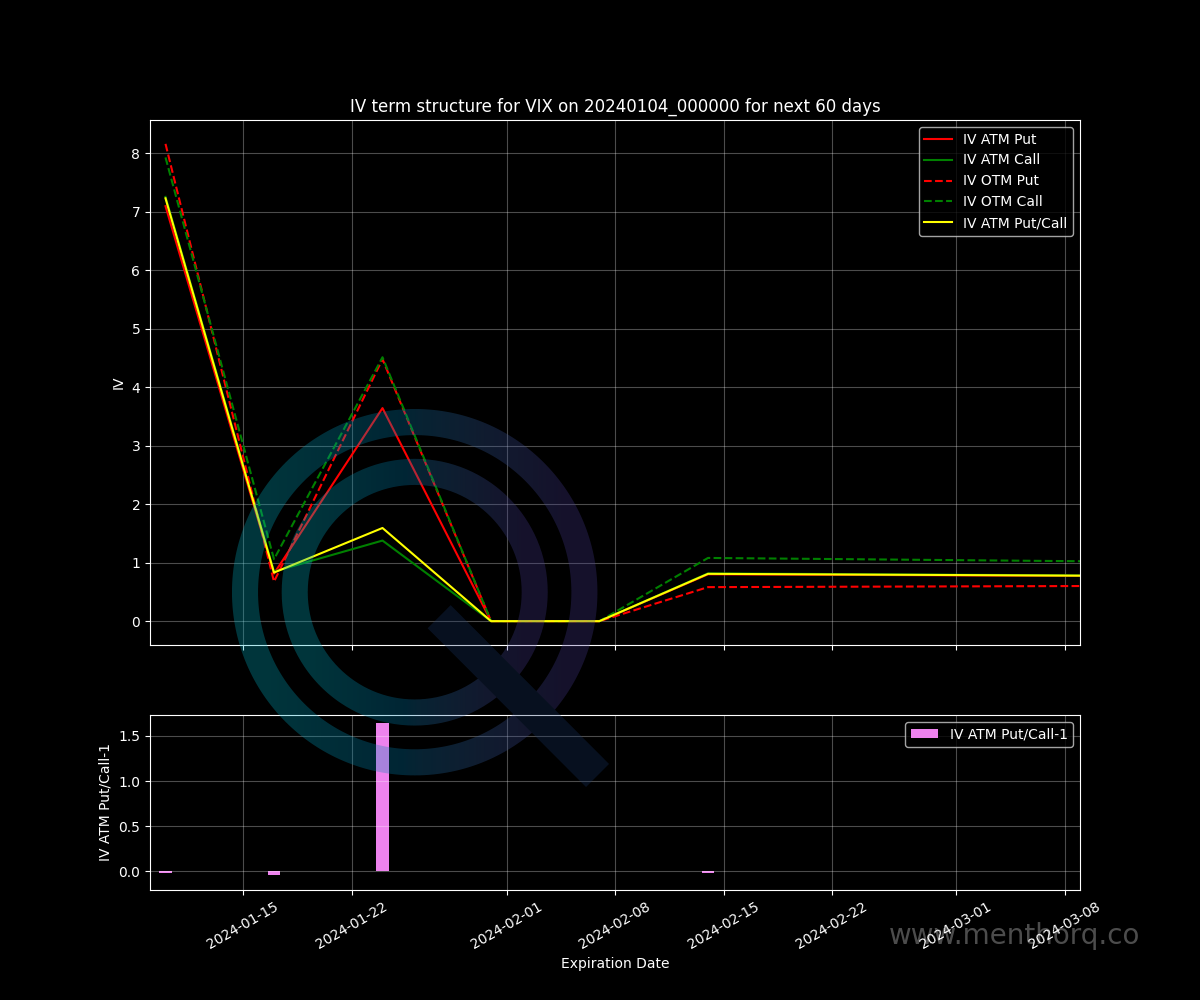 IV term structure for VIX on 20240104_000000 for next 60 days
IV
8
7
6
5
4
3
2
1
0
IV ATM Put
IV ATM Call
IV OTM Put
IV OTM Call
IV ATM Put/Call
IV ATM Put/Call-1
1.5
1.0
0.5
0.0
IV ATM Put/Call-1
2024-01-15
2024-01-22
2024-02-01
2024-02-08
2024-02-15
2024-02-22
2024-03-01
2024-03-08
www.menthorq.co
Expiration Date